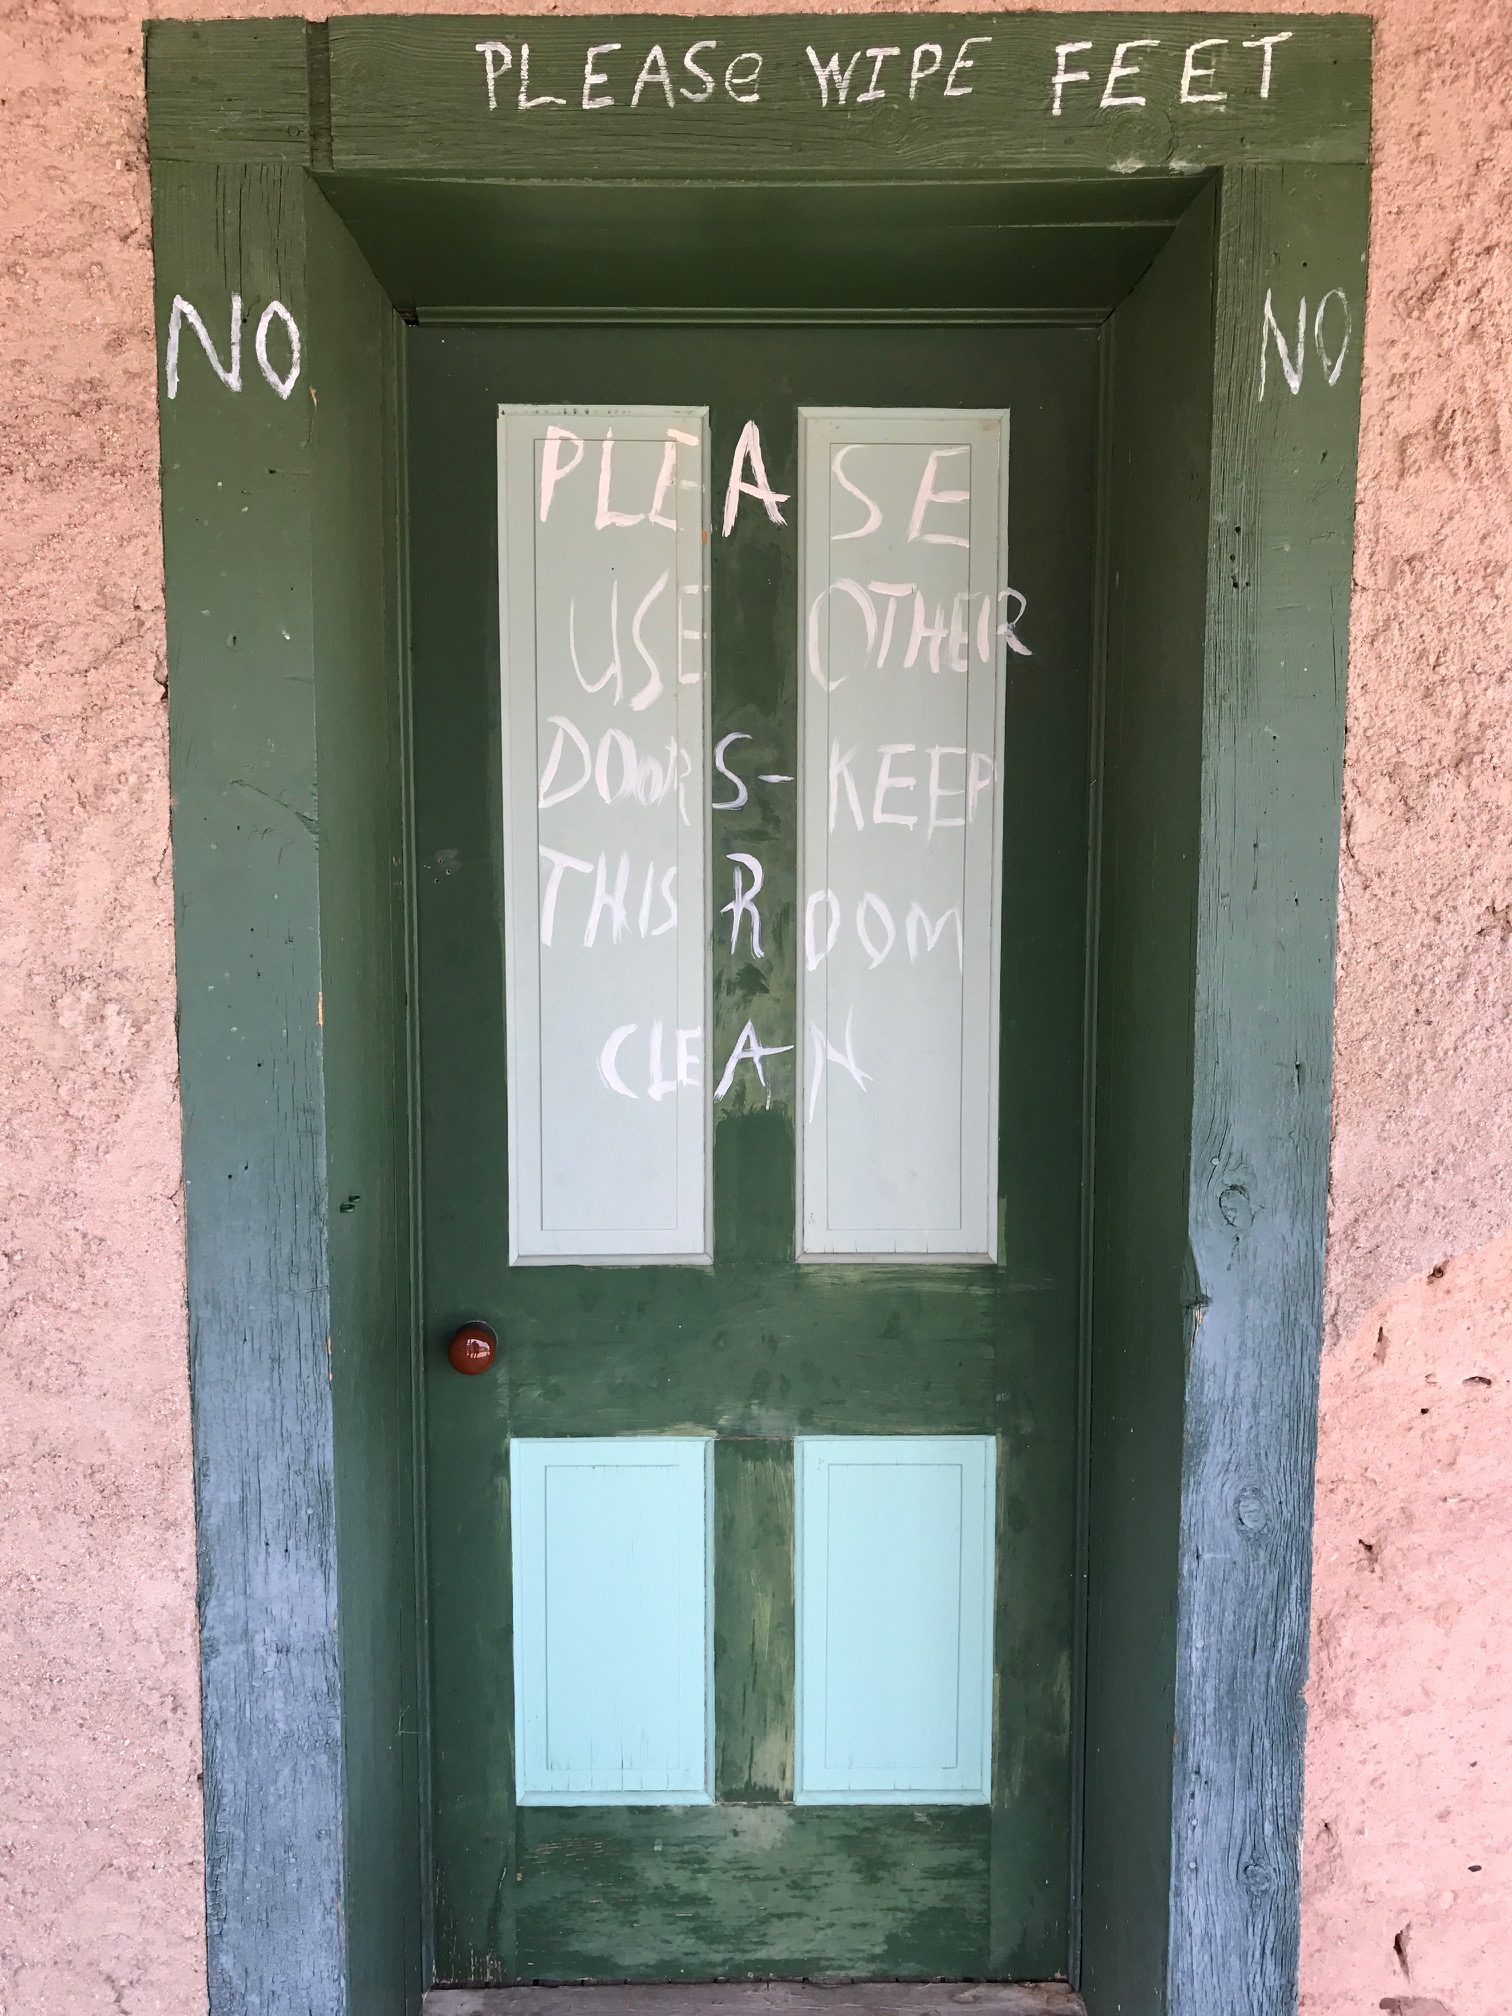 PLEASe WIPE FEET
NO
NO
PLEASE
USE OTHER
DOORS- KEEP
THIS ROOM
CLEAN